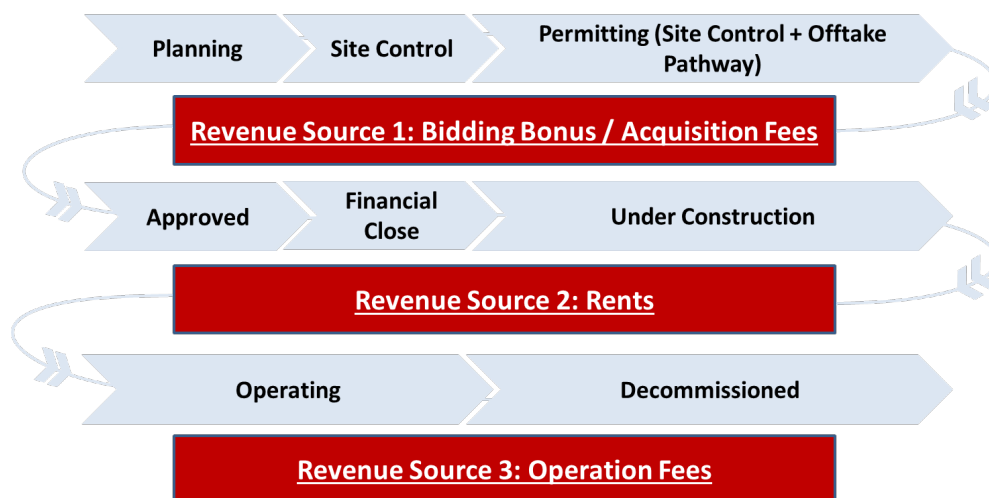 Planning
Site Control
Permitting (Site Control + Offtake
Pathway)
Revenue Source 1: Bidding Bonus / Acquisition Fees
Approved
Financial
Close
Under Construction
Revenue Source 2: Rents
Operating
Decommissioned
Revenue Source 3: Operation Fees